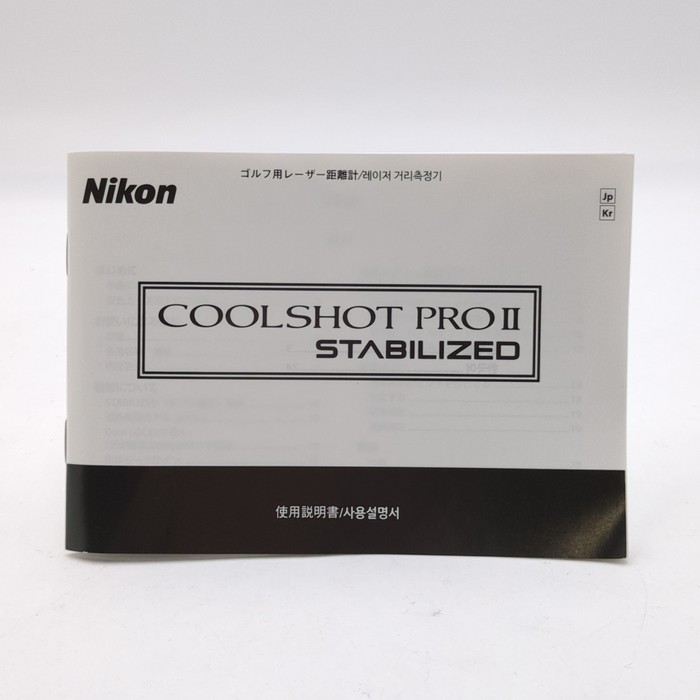 ゴルフ用レーザー距離計/레이저 거리측정기
Nikon
Jp
Kr
COOLSHOT PRO II
STABILIZED
使用説明書/사용설명서